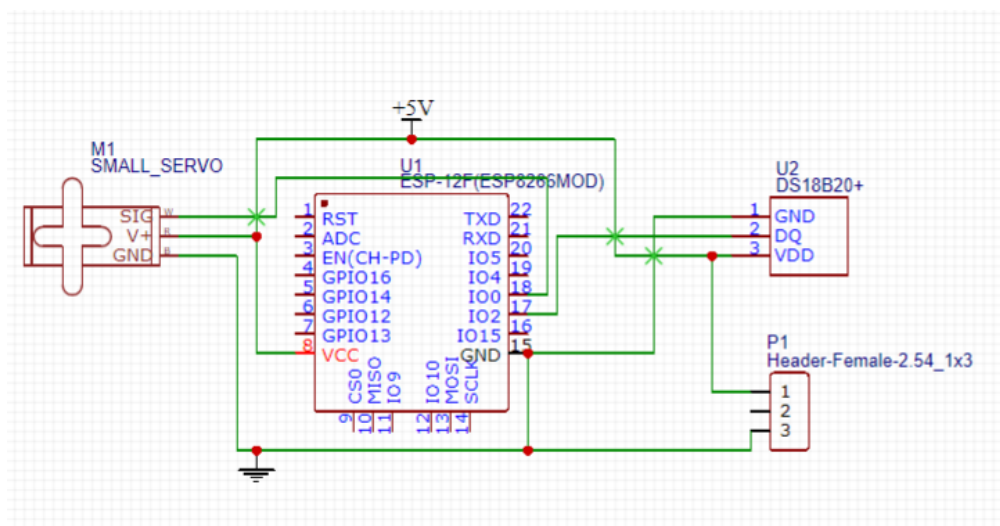 +5V
M1
SMALL_SERVO
SIG W
V+ R
GND B
U1
ESP-12F(ESP8266MOD)
1 RST
2 ADC
3 EN(CH-PD)
4 GPIO16
5 GPIO14
6 GPIO12
7 GPIO13
8 VCC
TXD 22
RXD 21
IO5 20
IO4 19
IO0 18
IO2 17
IO15 16
GND 15
CS0 9
MISO 10
IO9 11
IO10 12
MOSI 13
SCLK 14
U2
DS18B20+
1 GND
2 DQ
3 VDD
P1
Header-Female-2.54_1x3
1
2
3